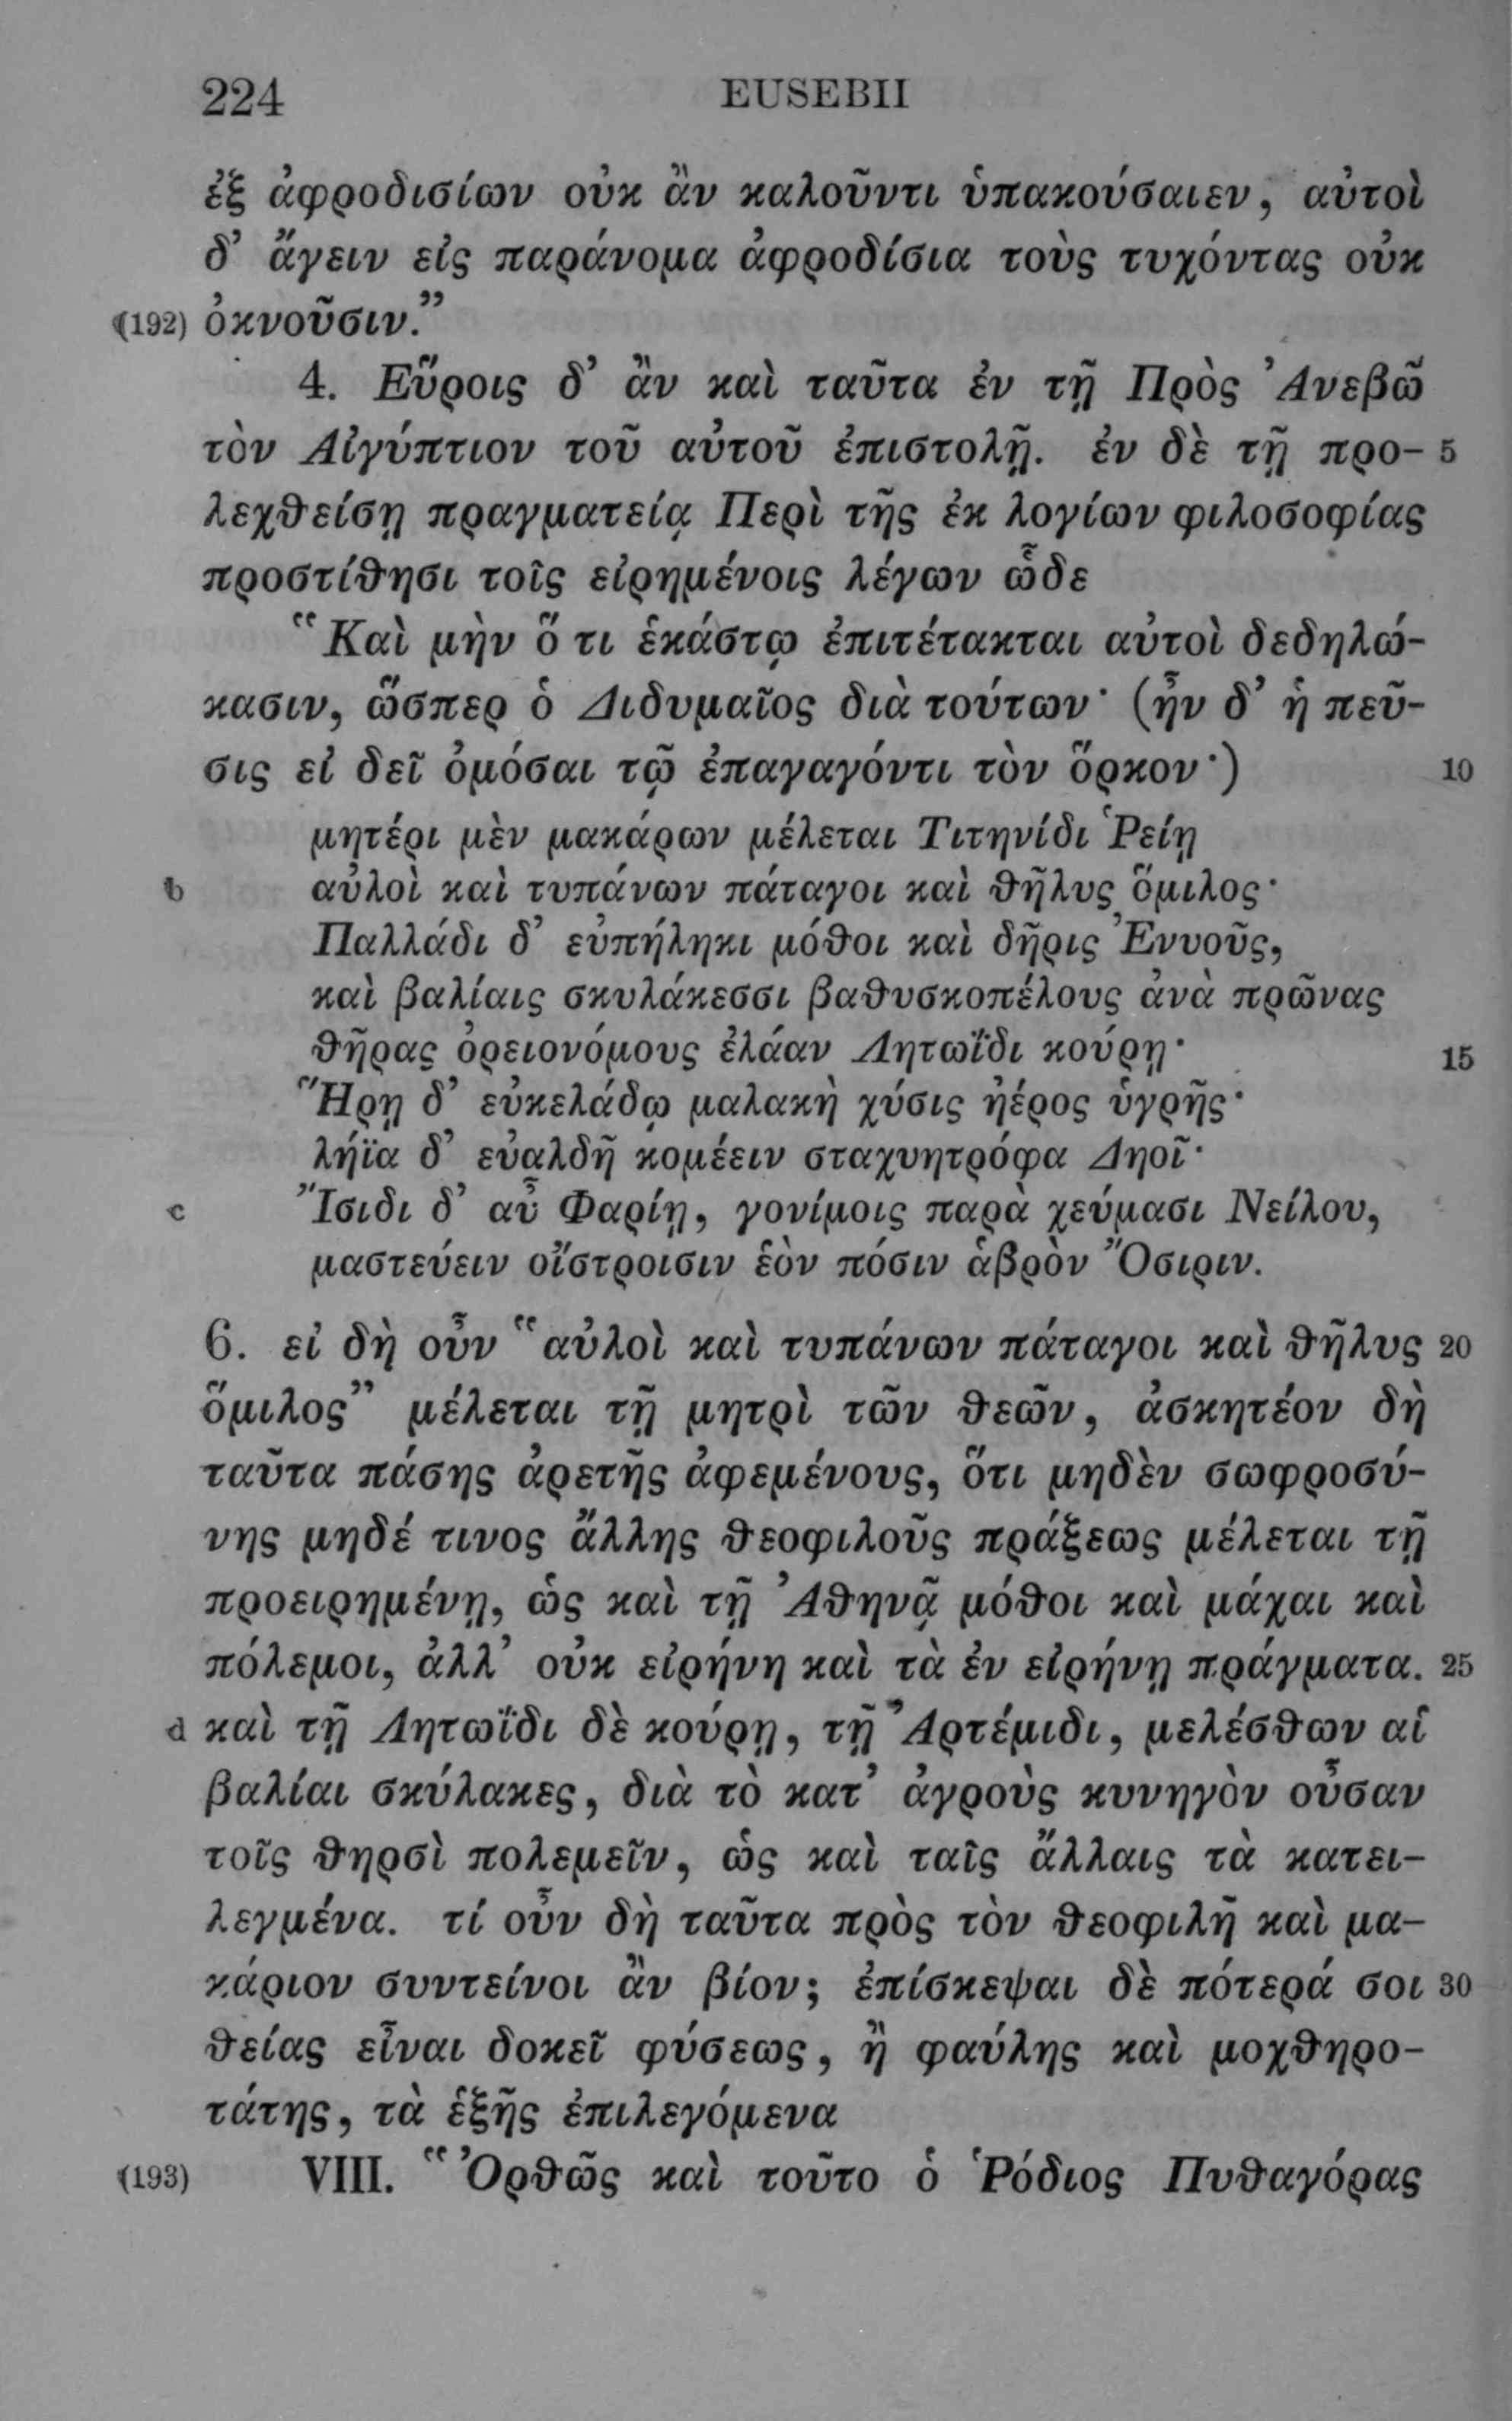 224 EUSEBII
ἐξ ἀφροδισίων οὐκ ἂν καλοῦντι ὑπακούσαιεν, αὐτοὶ
δ’ ἄγειν εἰς παράνομα ἀφροδίσια τοὺς τυχόντας οὐκ
(192) ὀκνοῦσιν.”
4. Εὕροις δ’ ἂν καὶ ταῦτα ἐν τῇ Πρὸς Ἀνεβῶ
τὸν Αἰγύπτιον τοῦ αὐτοῦ ἐπιστολῇ. ἐν δὲ τῇ προ- 5
λεχθείσῃ πραγματείᾳ Περὶ τῆς ἐκ λογίων φιλοσοφίας
προστίθησι τοῖς εἰρημένοις λέγων ὧδε
“Καὶ μὴν ὅ τι ἑκάστῳ ἐπιτέτακται αὐτοὶ δεδηλώ-
κασιν, ὥσπερ ὁ Διδυμαῖος διὰ τούτων· (ἦν δ’ ἡ πεῦ-
σις εἰ δεῖ ὀμόσαι τῷ ἐπαγαγόντι τὸν ὅρκον·) 10
μητέρι μὲν μακάρων μέλεται Τιτηνίδι Ῥείῃ
b αὐλοὶ καὶ τυπάνων πάταγοι καὶ θῆλυς ὅμιλος·
Παλλάδι δ’ εὐπήληκι μόθοι καὶ δῆρις Ἐνυοῦς,
καὶ βαλίαις σκυλάκεσσι βαθυσκοπέλους ἀνὰ πρῶνας
θῆρας ὀρειονόμους ἐλάαν Λητωΐδι κούρῃ· 15
Ἥρῃ δ’ εὐκελάδῳ μαλακὴ χύσις ἠέρος ὑγρῆς·
λήϊα δ’ εὐαλδῆ κομέειν σταχυητρόφα Δηοῖ·
c Ἴσιδι δ’ αὖ Φαρίῃ, γονίμοις παρὰ χεύμασι Νείλου,
μαστεύειν οἴστροισιν ἑὸν πόσιν ἁβρὸν Ὄσιριν.
6. εἰ δὴ οὖν “αὐλοὶ καὶ τυπάνων πάταγοι καὶ θῆλυς 20
ὅμιλος” μέλεται τῇ μητρὶ τῶν θεῶν, ἀσκητέον δὴ
ταῦτα πάσης ἀρετῆς ἀφεμένους, ὅτι μηδὲν σωφροσύ-
νης μηδέ τινος ἄλλης θεοφιλοῦς πράξεως μέλεται τῇ
προειρημένῃ, ὡς καὶ τῇ Ἀθηνᾷ μόθοι καὶ μάχαι καὶ
πόλεμοι, ἀλλ’ οὐκ εἰρήνη καὶ τὰ ἐν εἰρήνῃ πράγματα. 25
d καὶ τῇ Λητωΐδι δὲ κούρῃ, τῇ Ἀρτέμιδι, μελέσθων αἱ
βαλίαι σκύλακες, διὰ τὸ κατ’ ἀγροὺς κυνηγὸν οὖσαν
τοῖς θηρσὶ πολεμεῖν, ὡς καὶ ταῖς ἄλλαις τὰ κατει-
λεγμένα. τί οὖν δὴ ταῦτα πρὸς τὸν θεοφιλῆ καὶ μα-
κάριον συντείνοι ἂν βίον; ἐπίσκεψαι δὲ πότερά σοι 30
θείας εἶναι δοκεῖ φύσεως, ἢ φαύλης καὶ μοχθηρο-
τάτης, τὰ ἑξῆς ἐπιλεγόμενα
(193) VIII. “Ὀρθῶς καὶ τοῦτο ὁ Ῥόδιος Πυθαγόρας